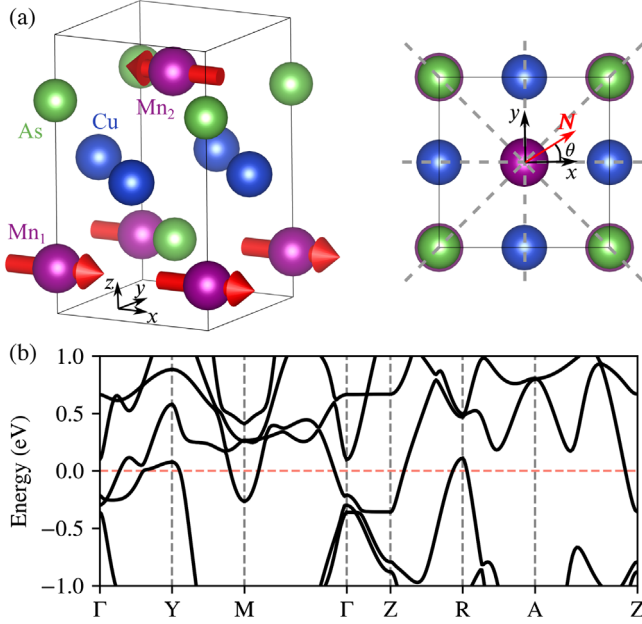 (a)
Mn₂
As
Cu
Mn₁
z
y
x
y
N
θ
x
(b)
Energy (eV)
1.0
0.5
0.0
−0.5
−1.0
Γ Y M Γ Z R A Z